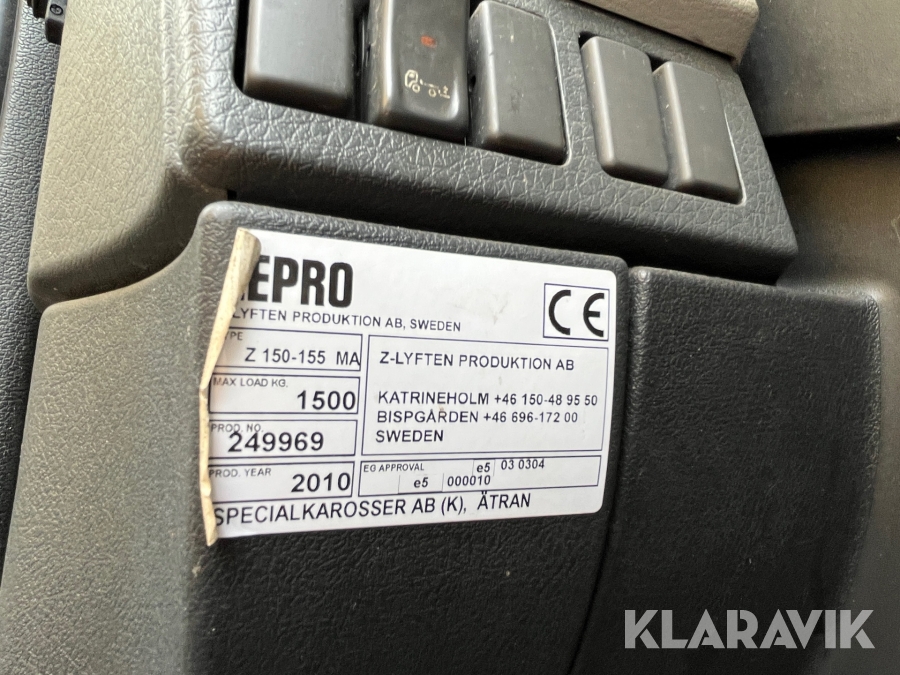 EPRO
LYFTEN PRODUKTION AB, SWEDEN
CE
TYPE
Z 150-155 MA
MAX LOAD KG.
1500
PROD. NO.
249969
PROD. YEAR
2010
Z-LYFTEN PRODUKTION AB
KATRINEHOLM +46 150-48 95 50
BISPGÅRDEN +46 696-172 00
SWEDEN
EG APPROVAL
e5 03 0304
e5 000010
SPECIALKAROSSER AB (K), ÄTRAN
KLARAVIK